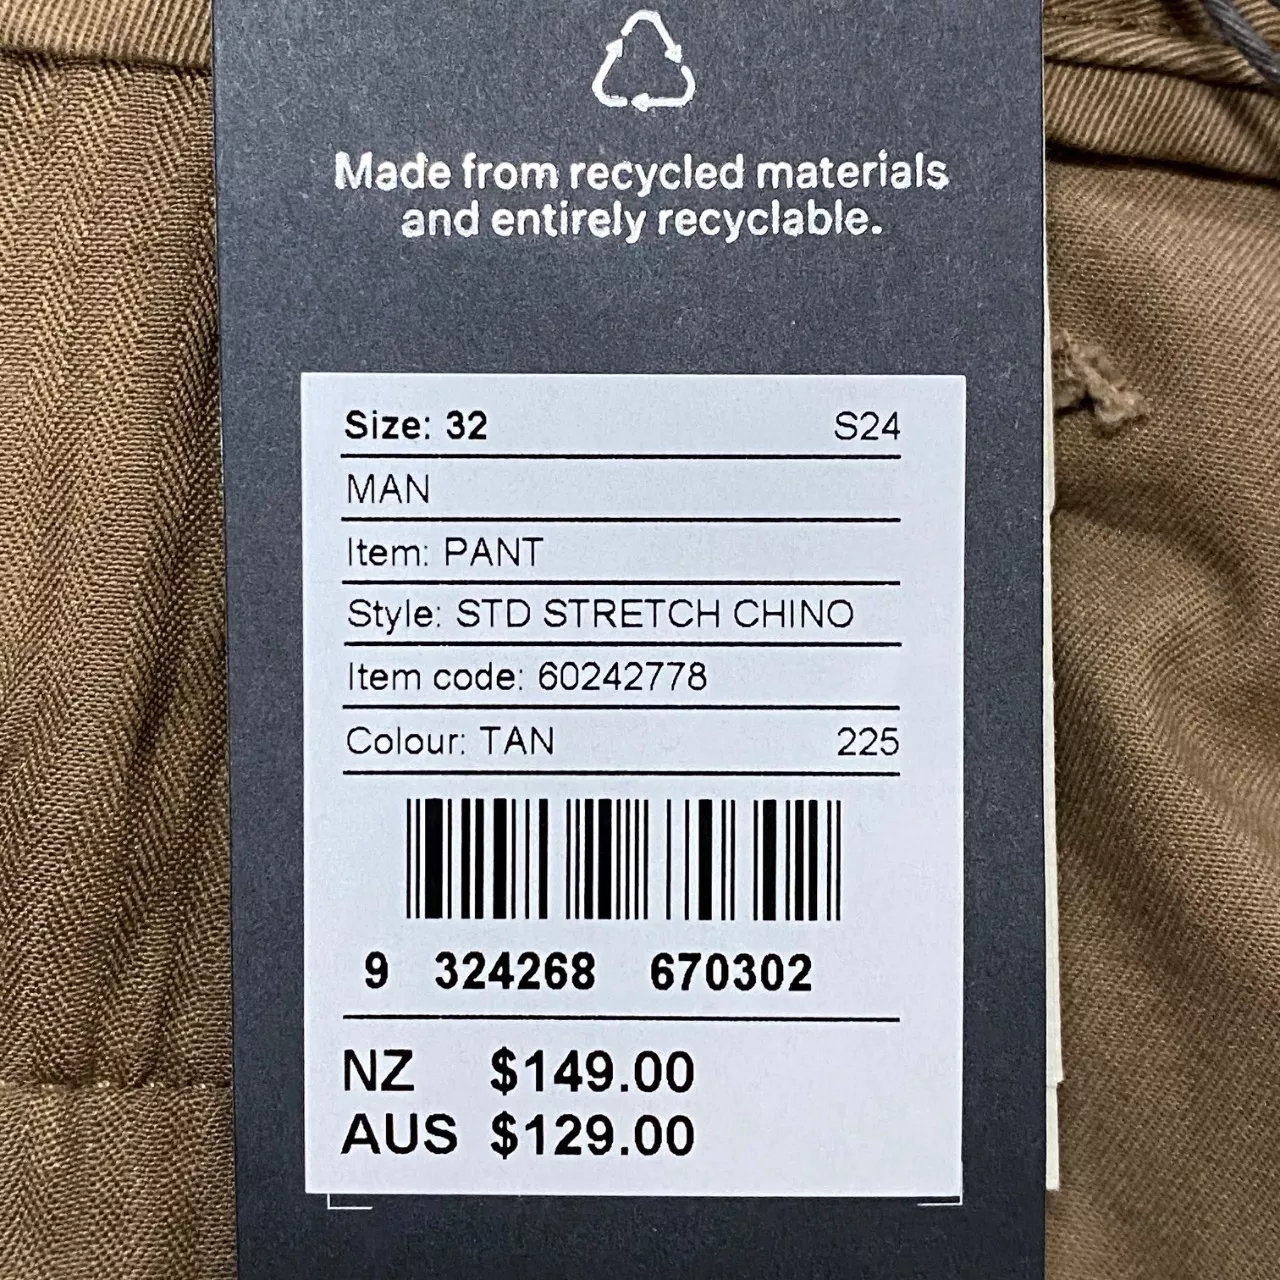 Made from recycled materials
and entirely recyclable.
Size: 32 S24
MAN
Item: PANT
Style: STD STRETCH CHINO
Item code: 60242778
Colour: TAN 225
9 324268 670302
NZ $149.00
AUS $129.00